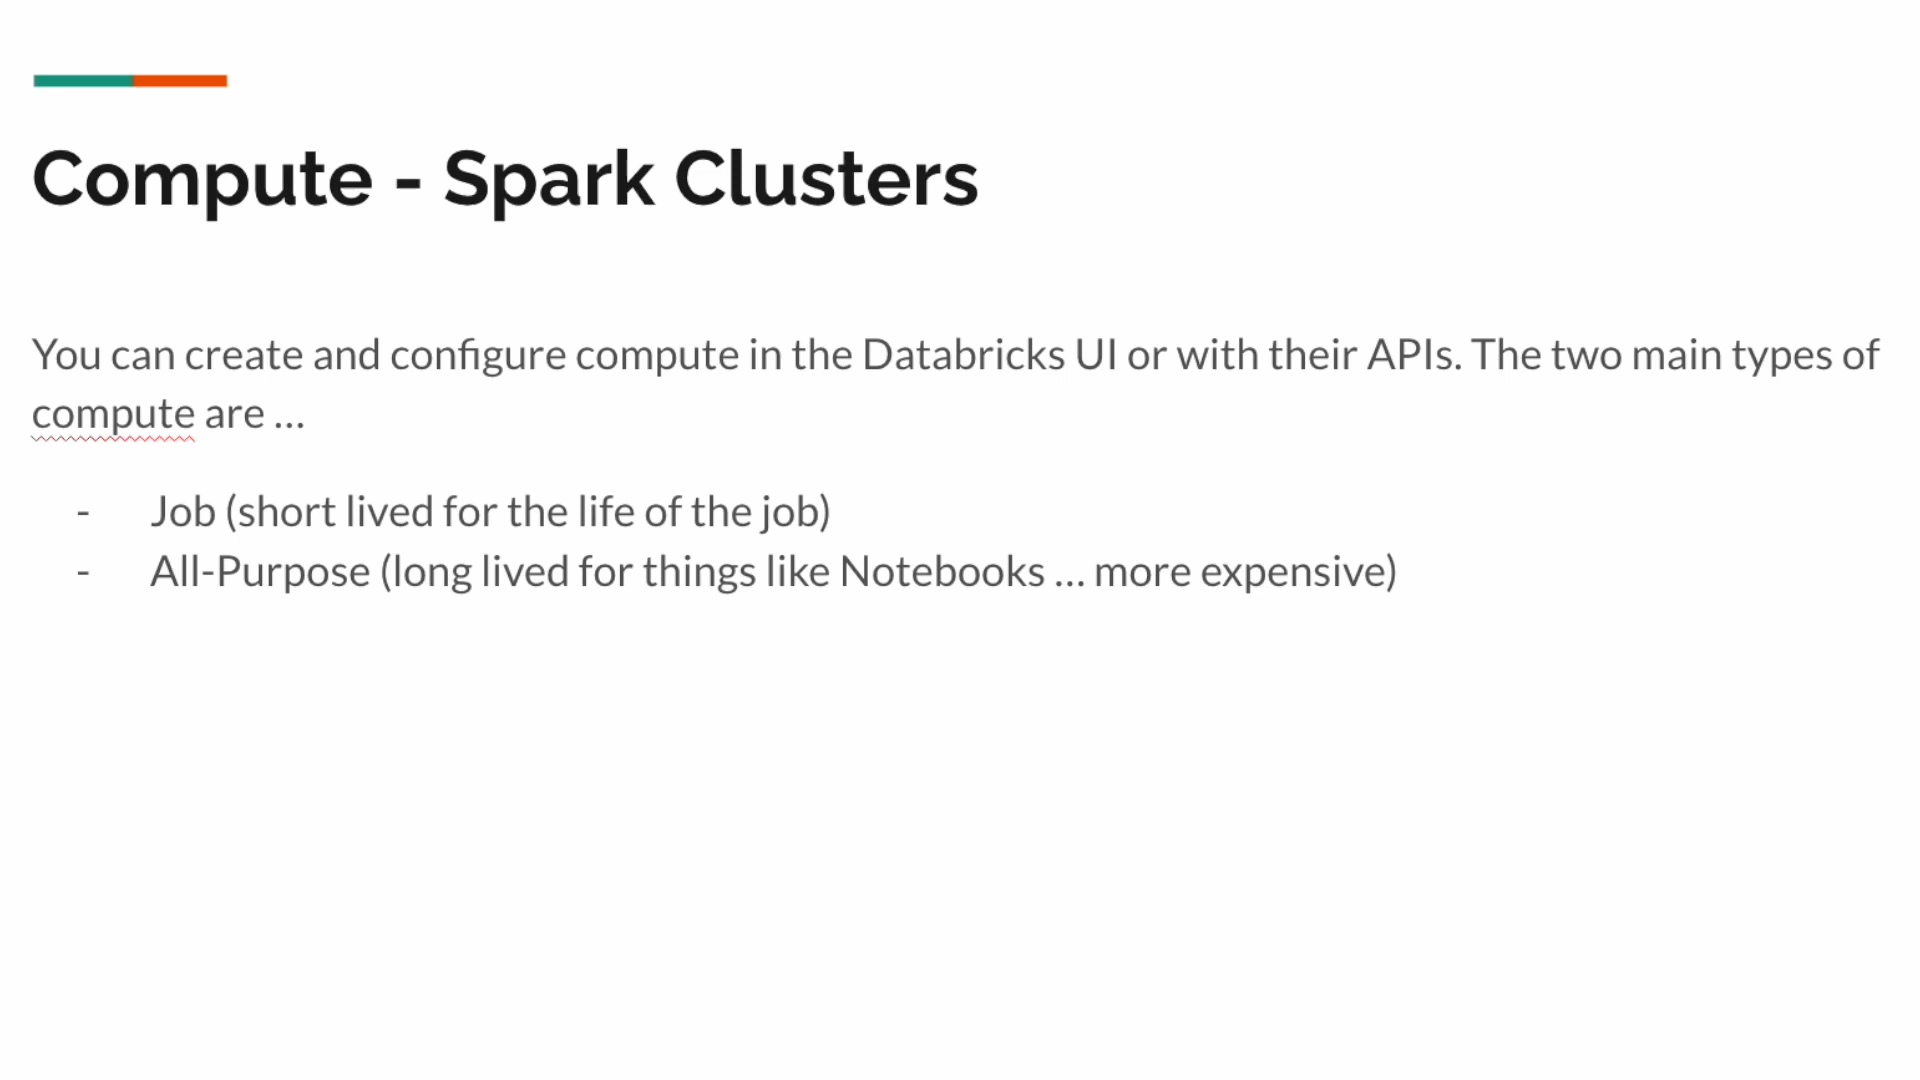 Compute - Spark Clusters
You can create and configure compute in the Databricks UI or with their APIs. The two main types of
compute are ...
- Job (short lived for the life of the job)
- All-Purpose (long lived for things like Notebooks ... more expensive)